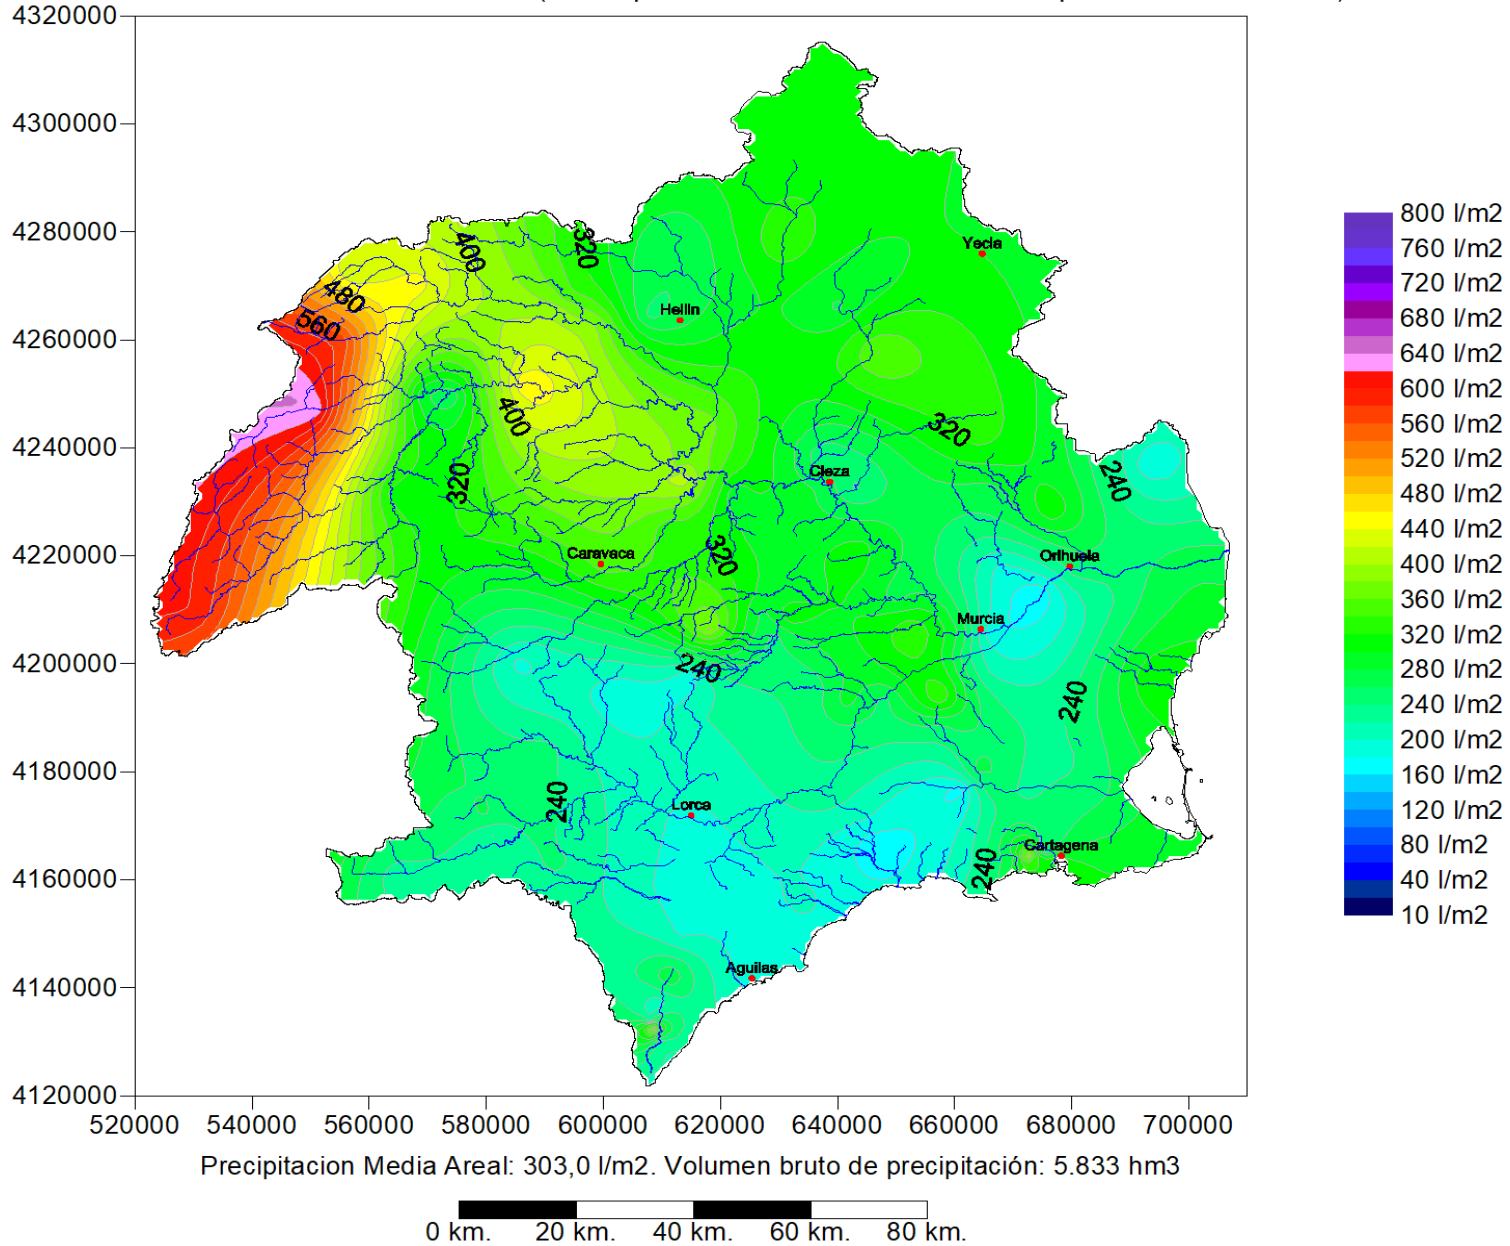 4320000
4300000
4280000
4260000
4240000
4220000
4200000
4180000
4160000
4140000
4120000
520000 540000 560000 580000 600000 620000 640000 660000 680000 700000
400
320
480
560
Yecla
Hellin
400
320
320
Cieza
240
320
Caravaca
Orihuela
Murcia
240
240
240
Lorca
240
Cartagena
Aguilas
800 l/m2
760 l/m2
720 l/m2
680 l/m2
640 l/m2
600 l/m2
560 l/m2
520 l/m2
480 l/m2
440 l/m2
400 l/m2
360 l/m2
320 l/m2
280 l/m2
240 l/m2
200 l/m2
160 l/m2
120 l/m2
80 l/m2
40 l/m2
10 l/m2
Precipitacion Media Areal: 303,0 l/m2. Volumen bruto de precipitación: 5.833 hm3
0 km. 20 km. 40 km. 60 km. 80 km.